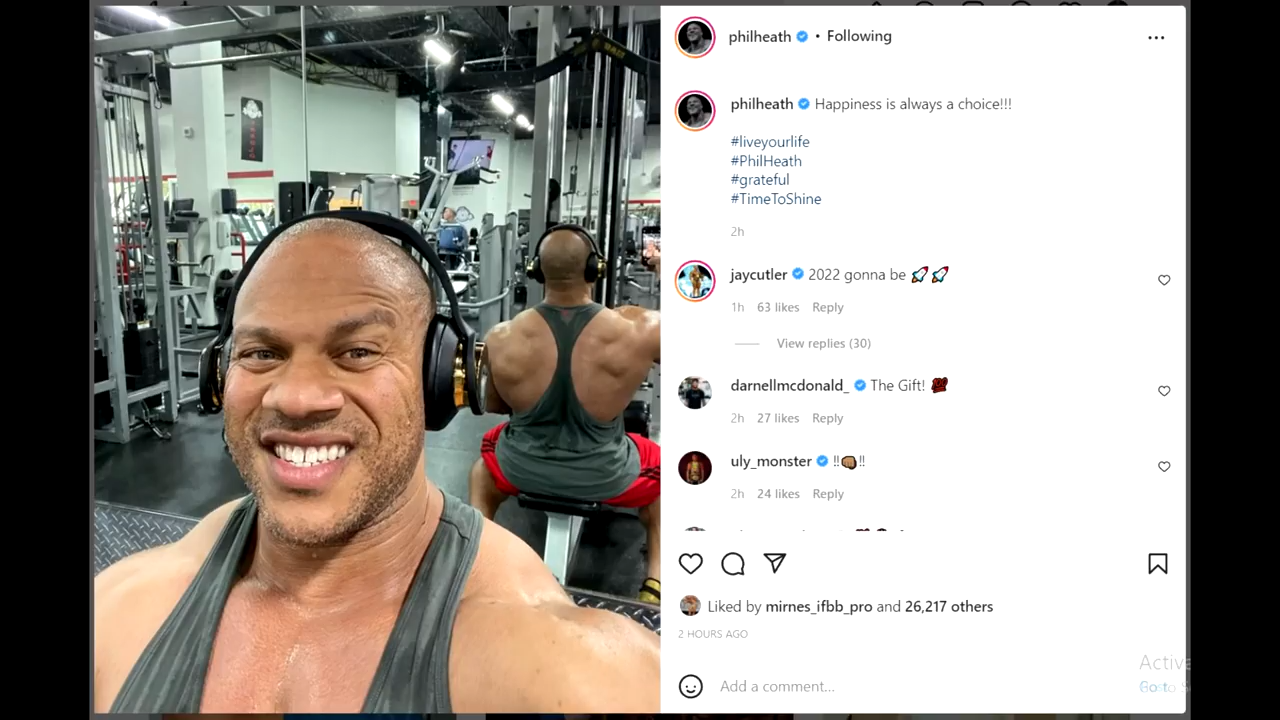 philheath • Following
philheath Happiness is always a choice!!!
#liveyourlife
#PhilHeath
#grateful
#TimeToShine
2h
jaycutler 2022 gonna be 🚀🚀
1h 63 likes Reply
View replies (30)
darnellmcdonald_ The Gift! 💯
2h 27 likes Reply
uly_monster ‼👊🏽‼
2h 24 likes Reply
Liked by mirnes_ifbb_pro and 26,217 others
2 HOURS AGO
Add a comment...